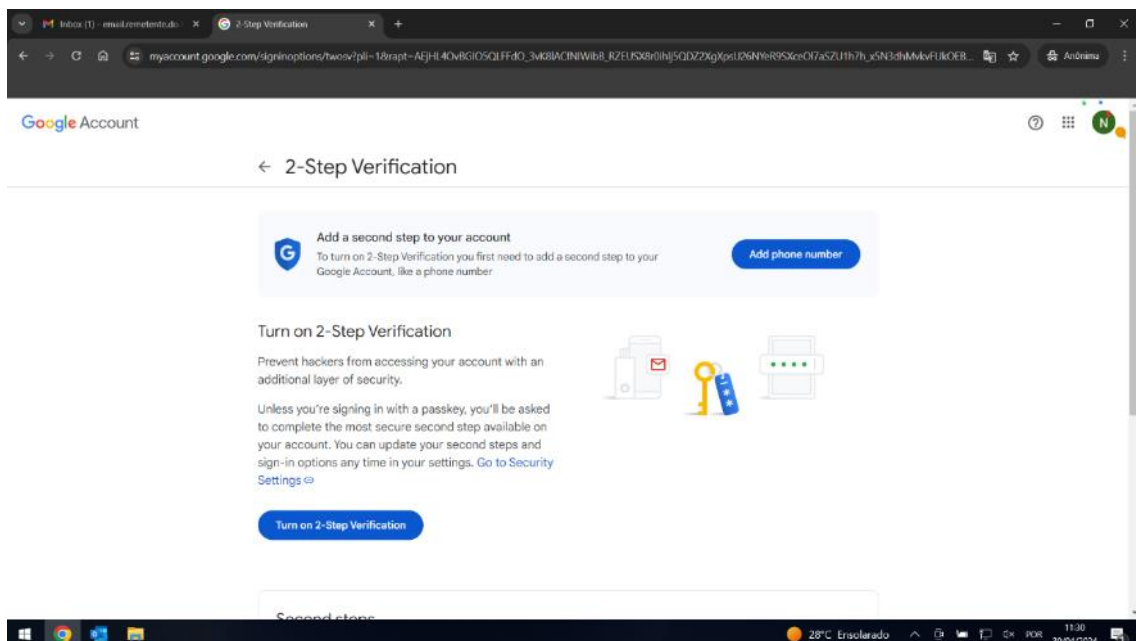 Inbox (1) - email.remetente.do
2-Step Verification
Anônima
Google Account
N
2-Step Verification
Add a second step to your account
To turn on 2-Step Verification you first need to add a second step to your
Google Account, like a phone number
Add phone number
Turn on 2-Step Verification
Prevent hackers from accessing your account with an
additional layer of security.
Unless you're signing in with a passkey, you'll be asked
to complete the most secure second step available on
your account. You can update your second steps and
sign-in options any time in your settings. Go to Security
Settings
Turn on 2-Step Verification
Second steps
28°C Ensolarado
POR
11:30